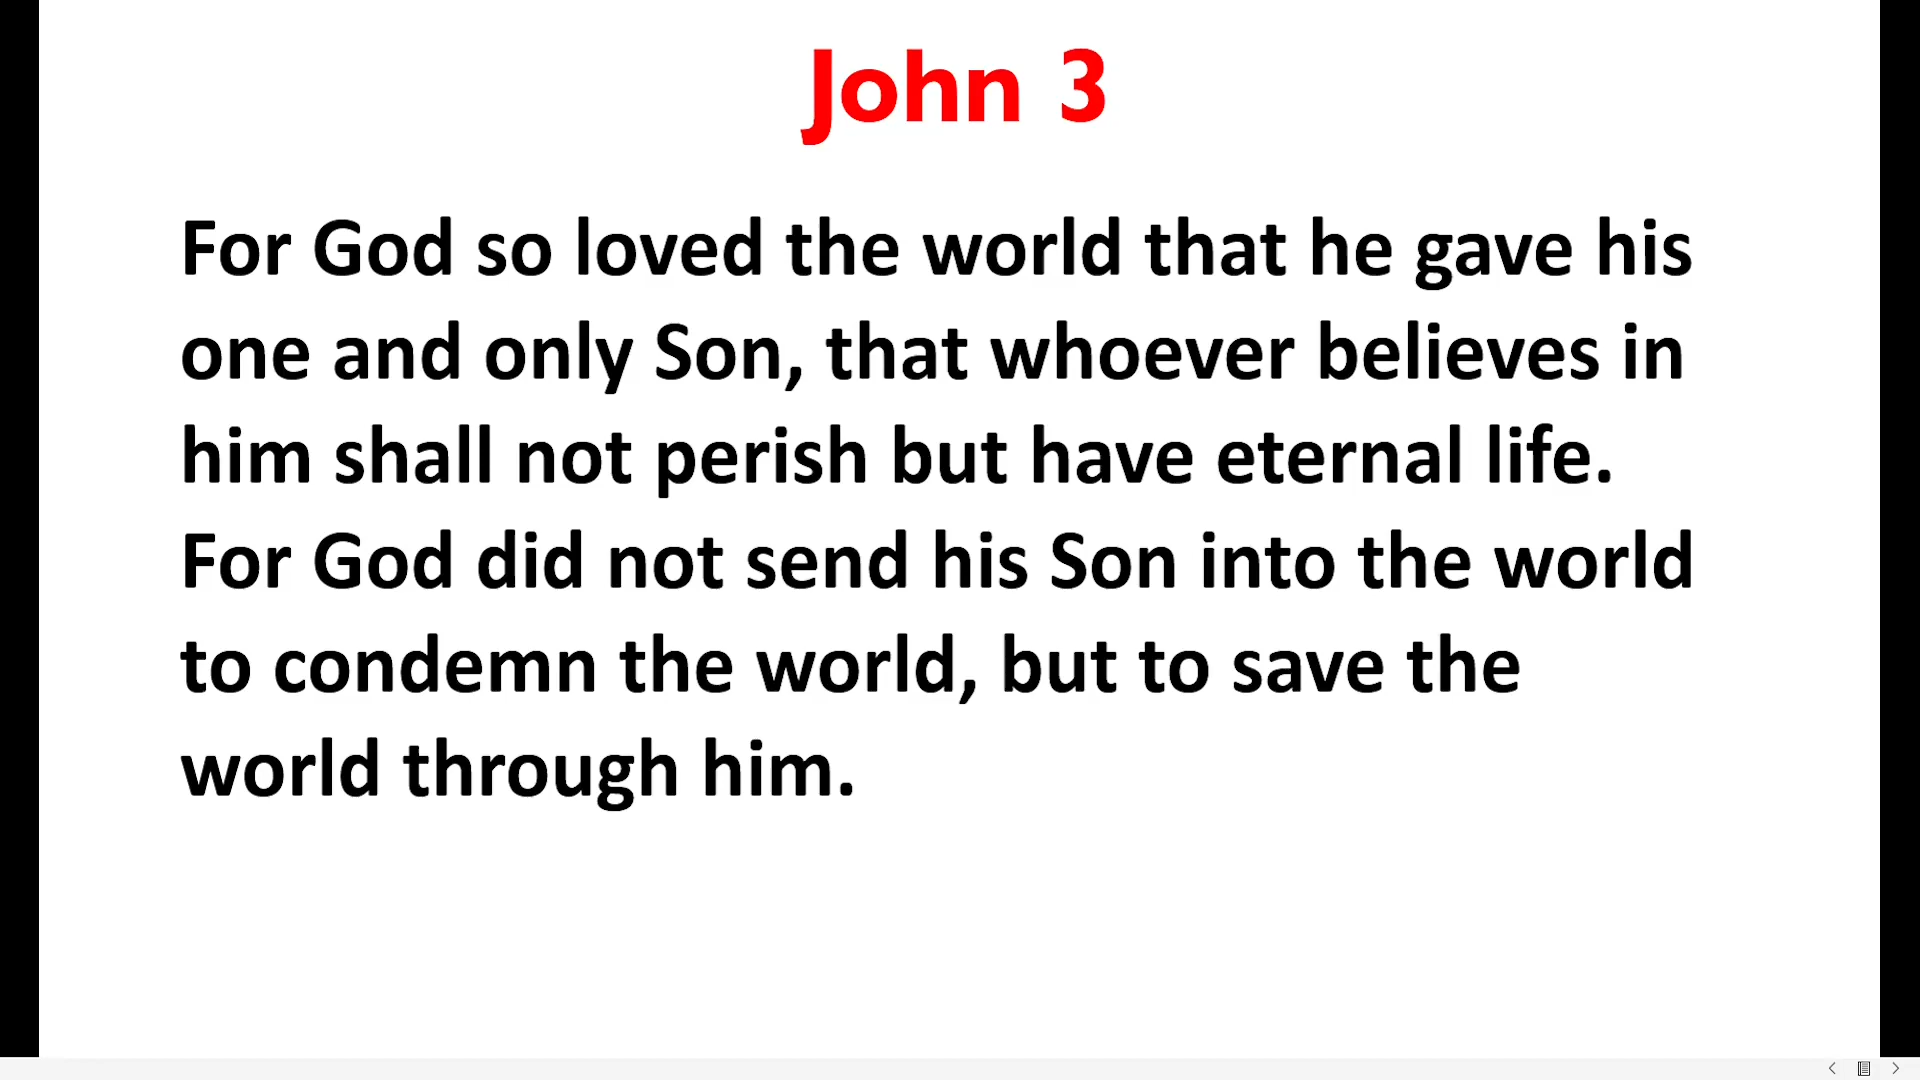 John 3
For God so loved the world that he gave his
one and only Son, that whoever believes in
him shall not perish but have eternal life.
For God did not send his Son into the world
to condemn the world, but to save the
world through him.